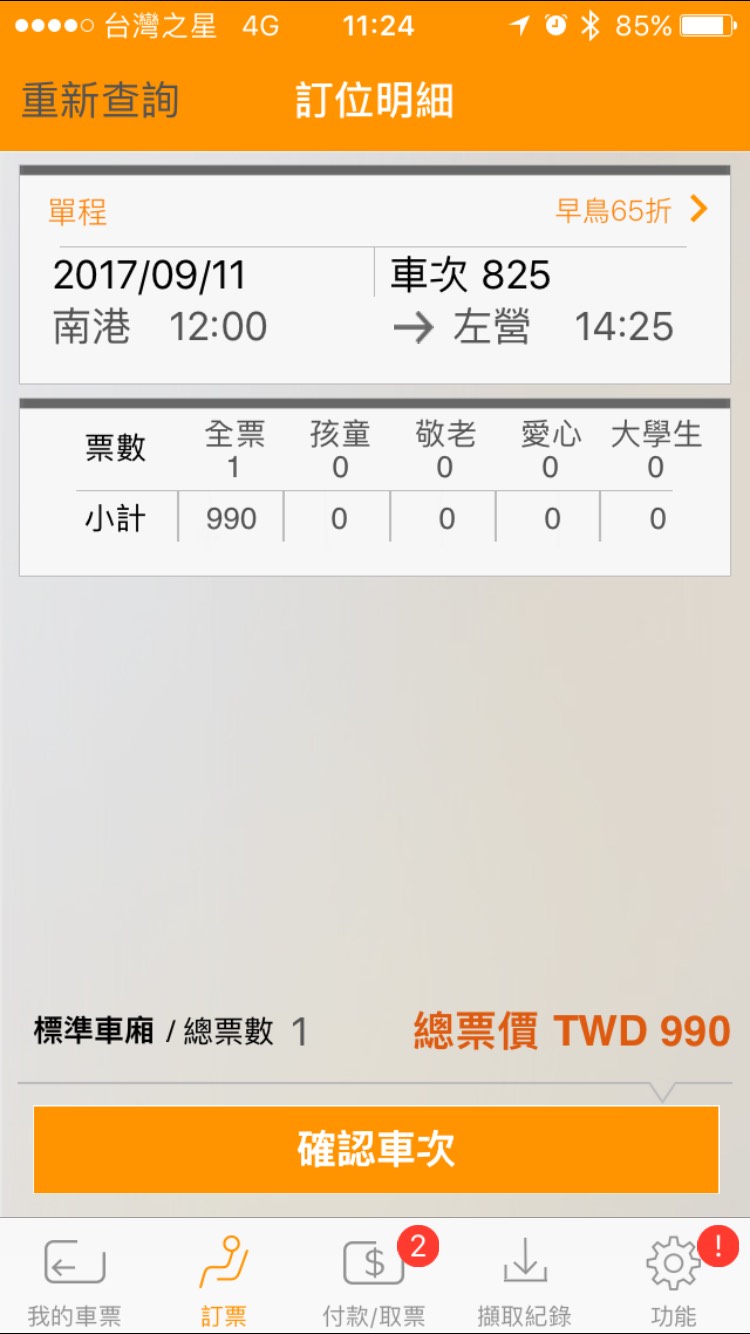 台灣之星 4G 11:24 85%
重新查詢 訂位明細
單程 早鳥65折
2017/09/11 車次 825
南港 12:00 → 左營 14:25
票數 全票 孩童 敬老 愛心 大學生
1 0 0 0 0
小計 990 0 0 0 0
標準車廂 / 總票數 1 總票價 TWD 990
確認車次
2 !
我的車票 訂票 付款/取票 擷取紀錄 功能